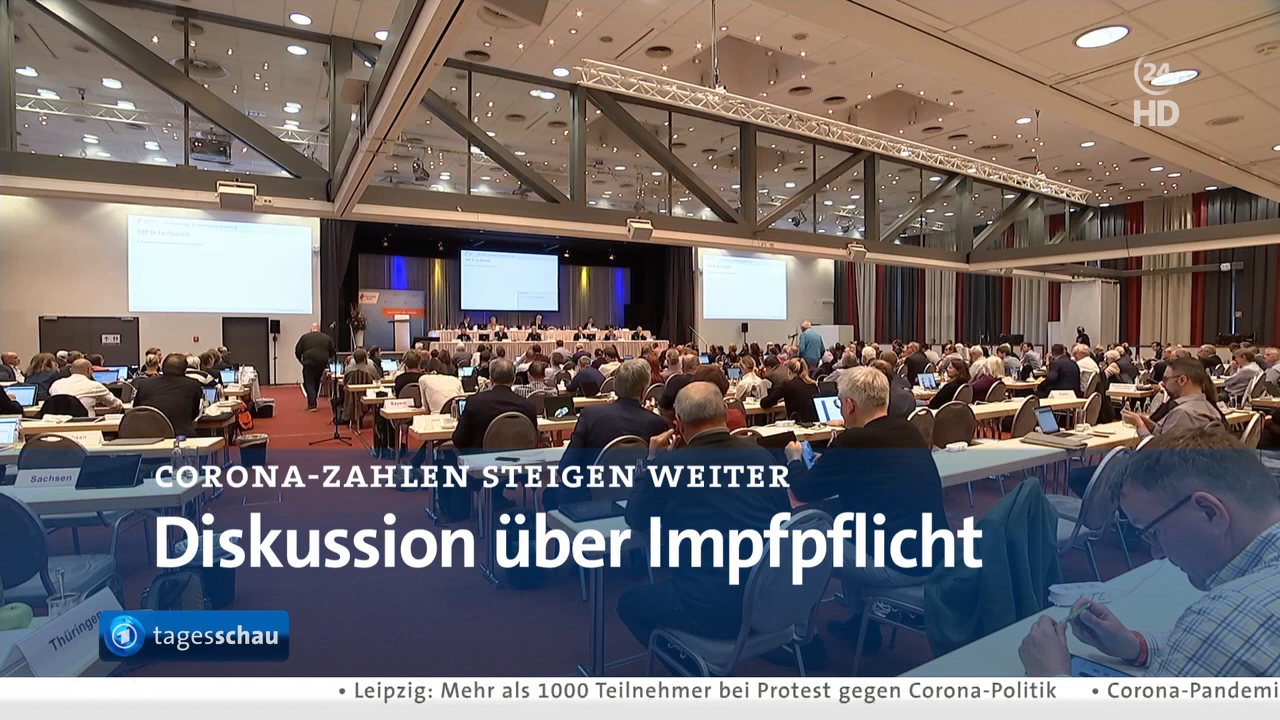 24
HD
Sachsen
Thüringen
CORONA-ZAHLEN STEIGEN WEITER
Diskussion über Impfpflicht
tagesschau
• Leipzig: Mehr als 1000 Teilnehmer bei Protest gegen Corona-Politik • Corona-Pandemi